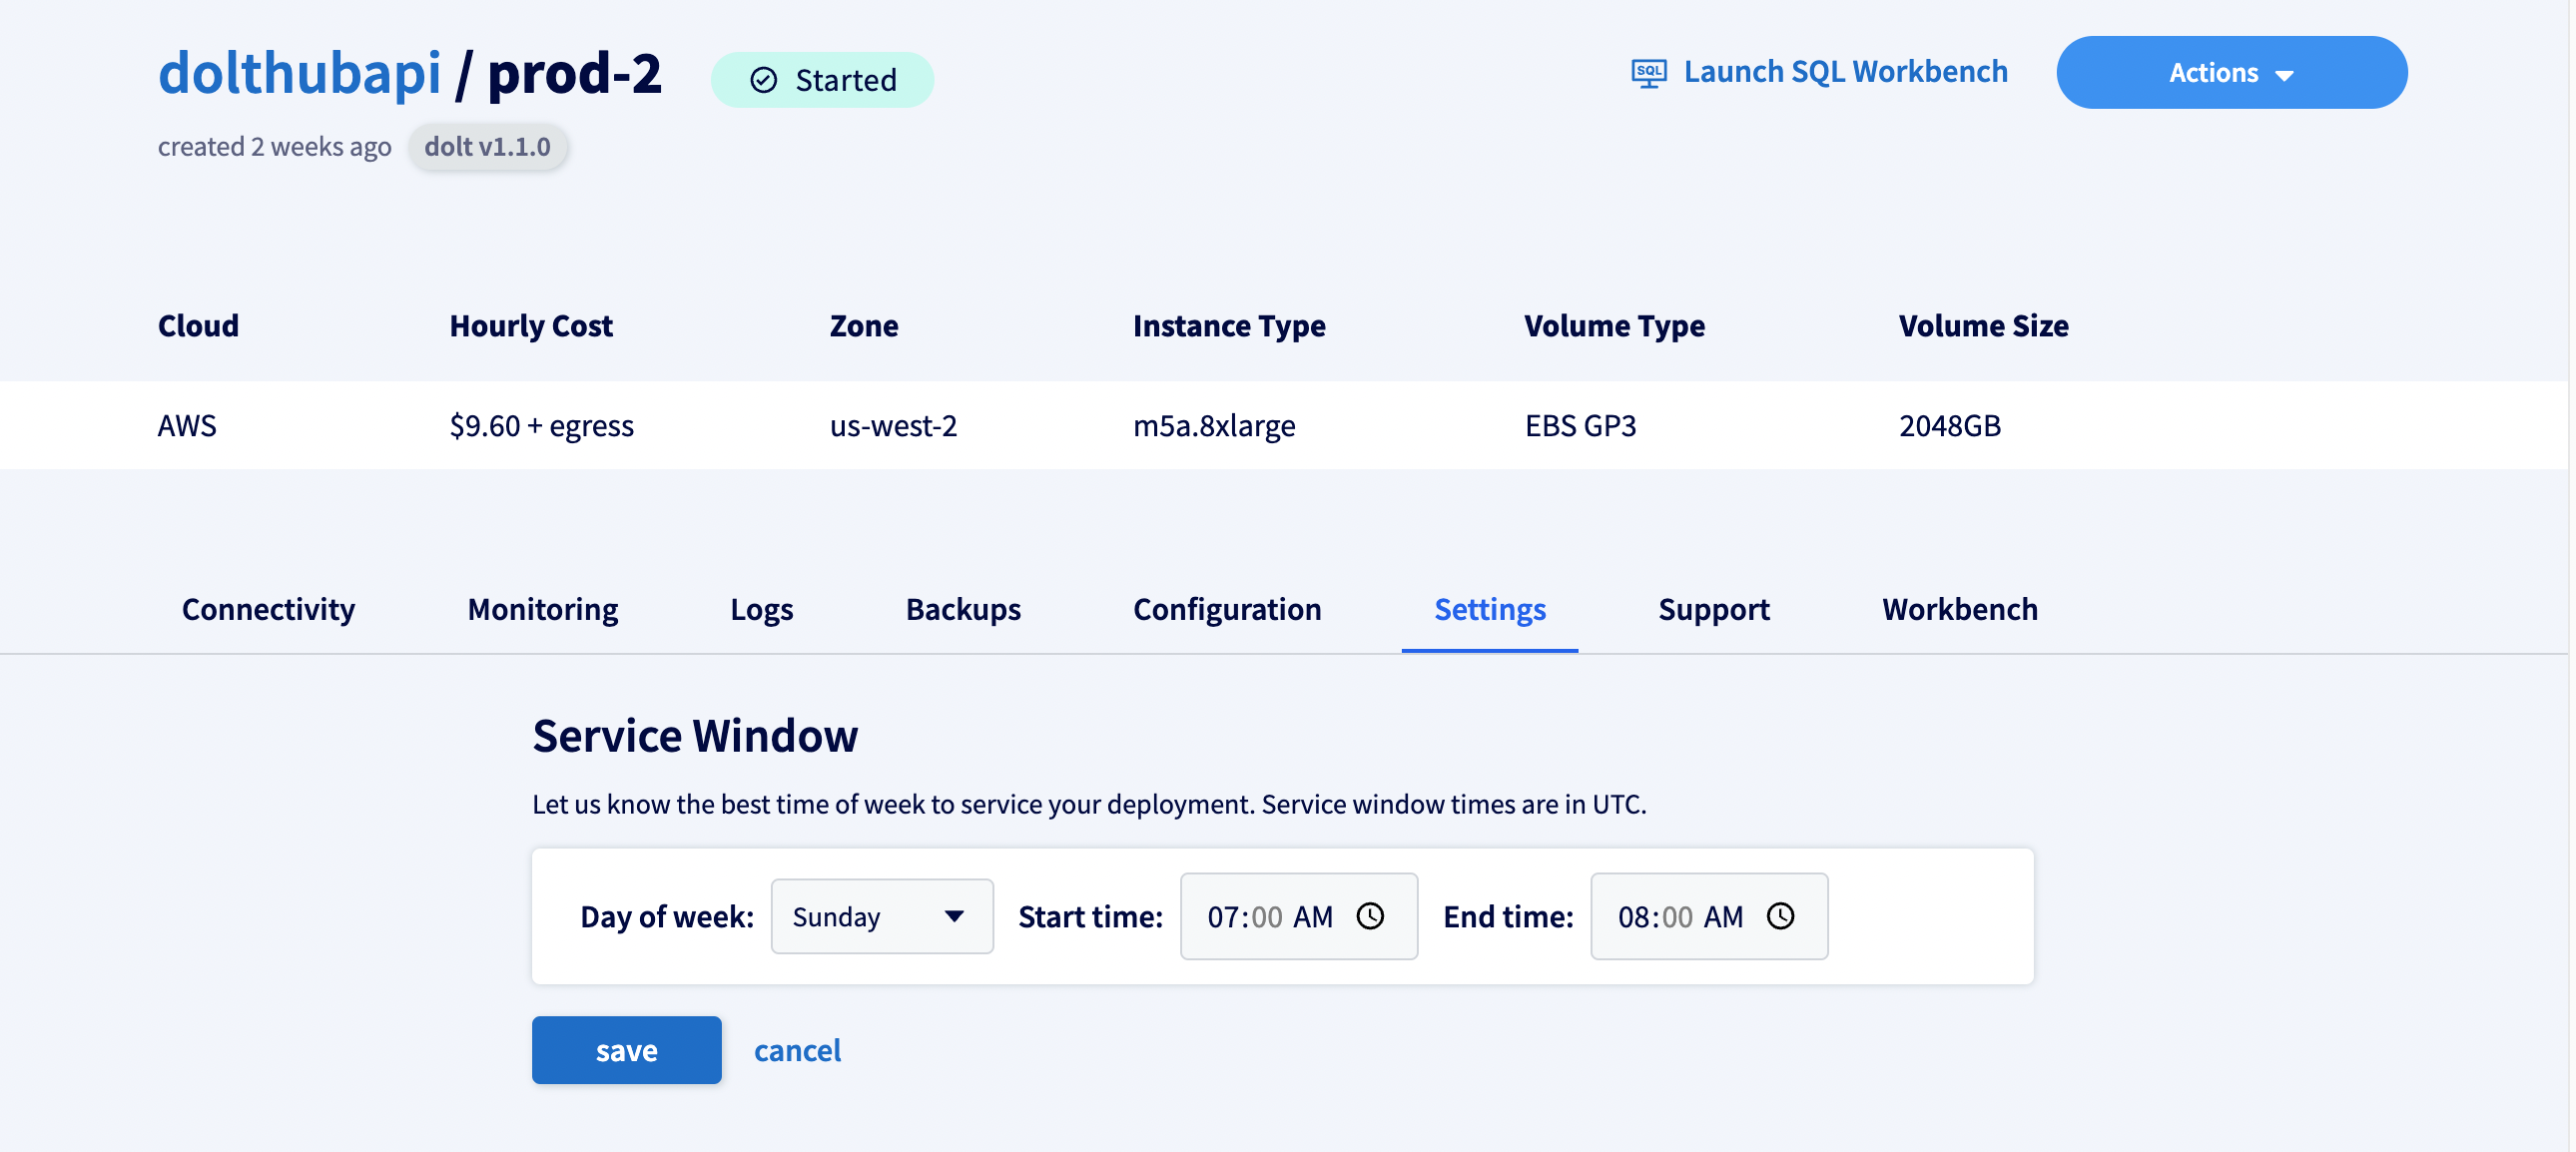 dolthubapi / prod-2 Started SQL Launch SQL Workbench Actions
created 2 weeks ago dolt v1.1.0
Cloud Hourly Cost Zone Instance Type Volume Type Volume Size
AWS $9.60 + egress us-west-2 m5a.8xlarge EBS GP3 2048GB
Connectivity Monitoring Logs Backups Configuration Settings Support Workbench
Service Window
Let us know the best time of week to service your deployment. Service window times are in UTC.
Day of week: Sunday Start time: 07:00 AM End time: 08:00 AM
save cancel